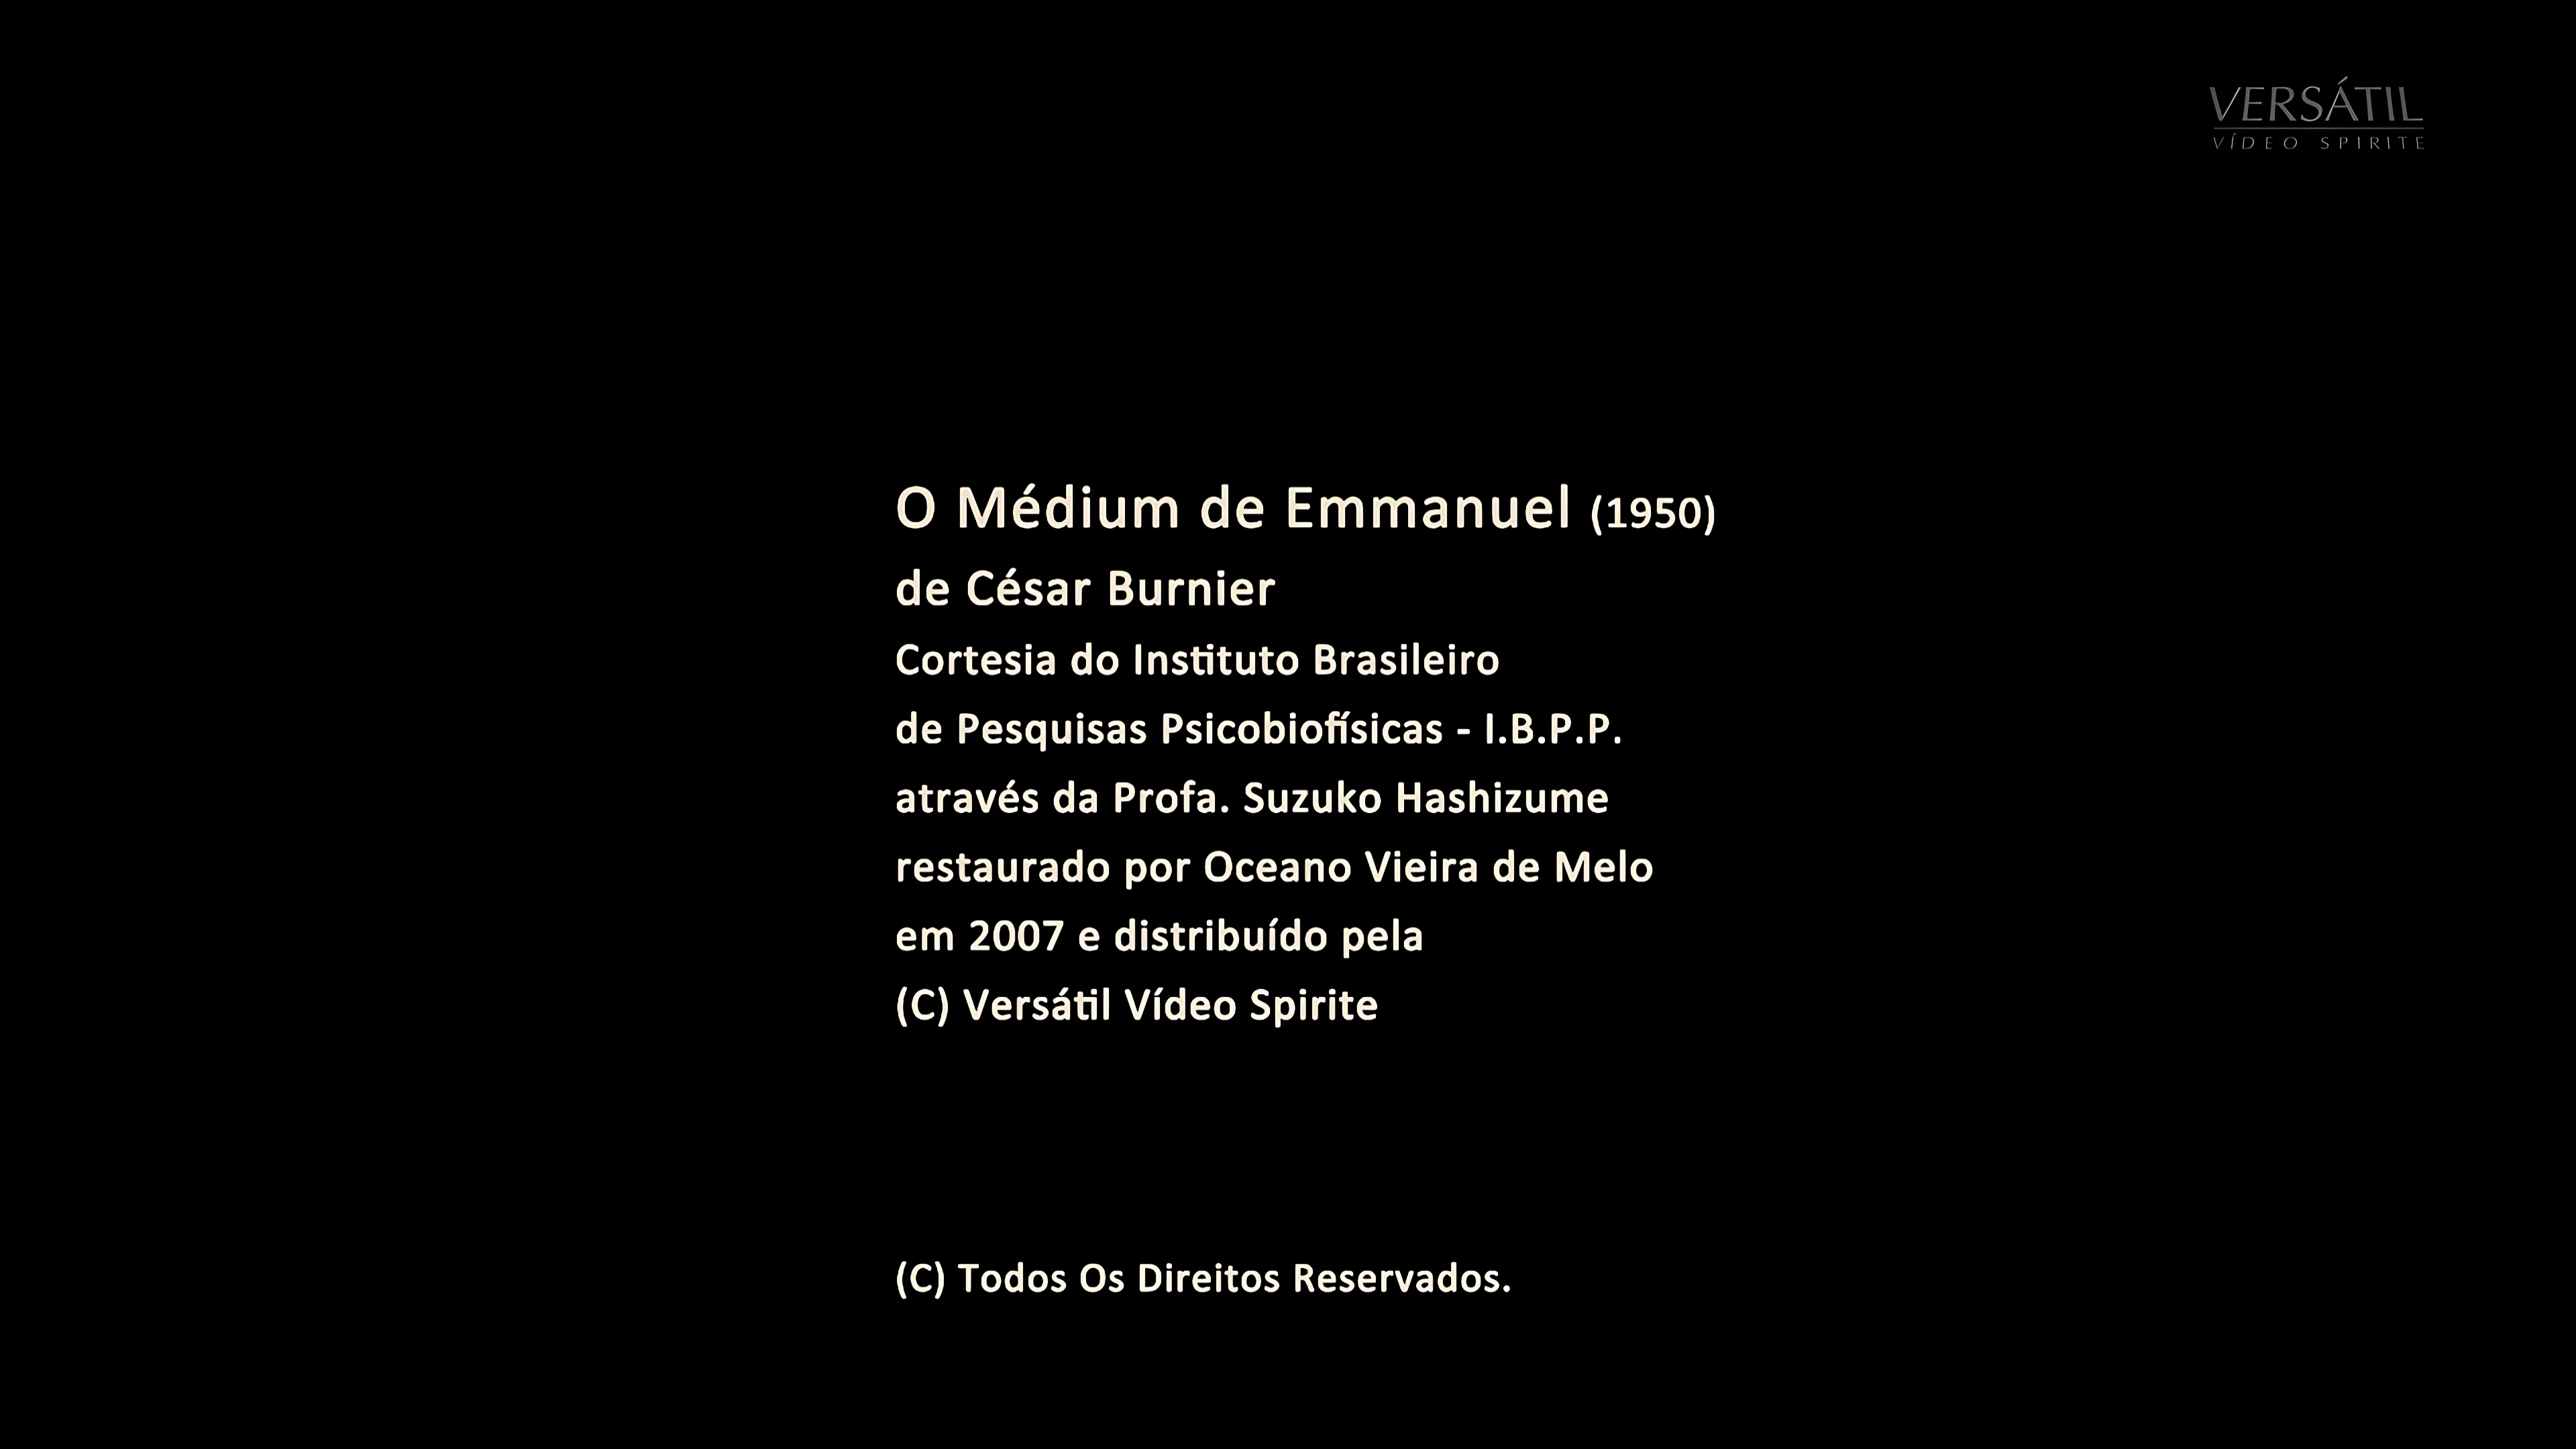 VERSÁTIL
VÍDEO SPIRITE
O Médium de Emmanuel (1950)
de César Burnier
Cortesia do Instituto Brasileiro
de Pesquisas Psicobiofísicas - I.B.P.P.
através da Profa. Suzuko Hashizume
restaurado por Oceano Vieira de Melo
em 2007 e distribuído pela
(C) Versátil Vídeo Spirite
(C) Todos Os Direitos Reservados.